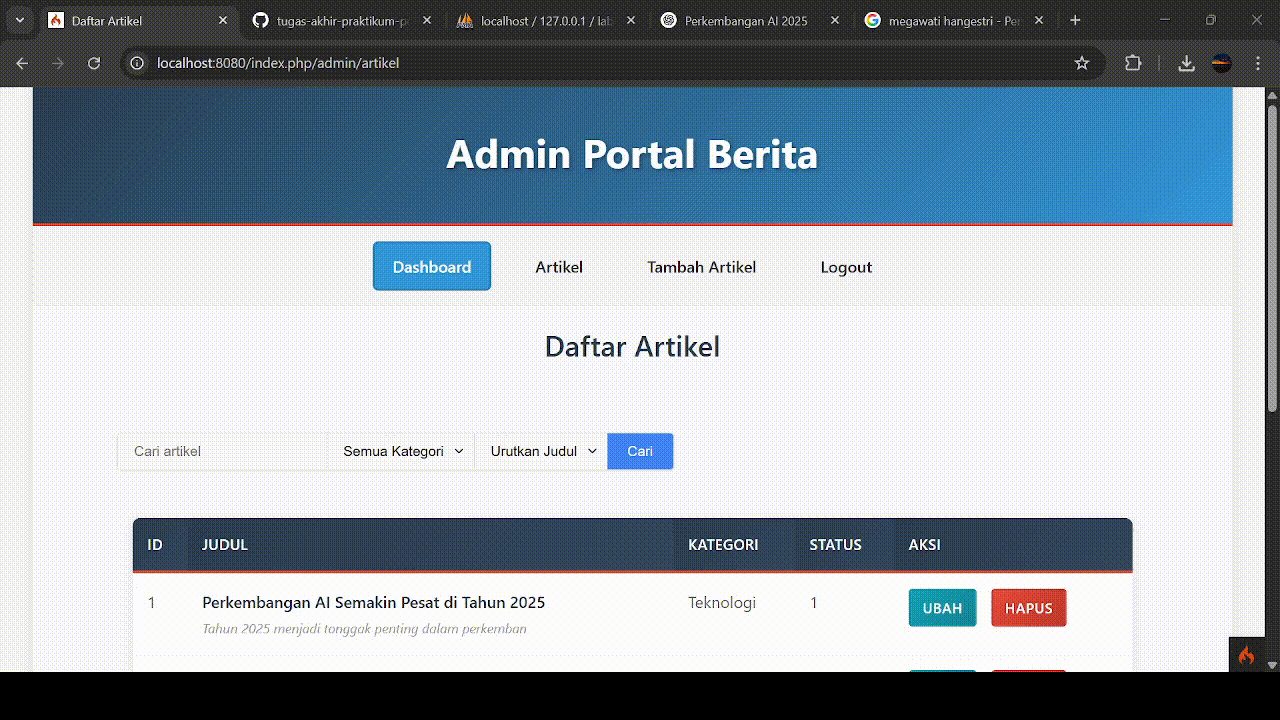 Daftar Artikel
tugas-akhir-praktikum-p
localhost / 127.0.0.1 / lab
Perkembangan AI 2025
megawati hangestri - Per
localhost:8080/index.php/admin/artikel
Admin Portal Berita
Dashboard
Artikel
Tambah Artikel
Logout
Daftar Artikel
Cari artikel
Semua Kategori
Urutkan Judul
Cari
ID JUDUL KATEGORI STATUS AKSI
1 Perkembangan AI Semakin Pesat di Tahun 2025 Teknologi 1 UBAH HAPUS
Tahun 2025 menjadi tonggak penting dalam perkemban